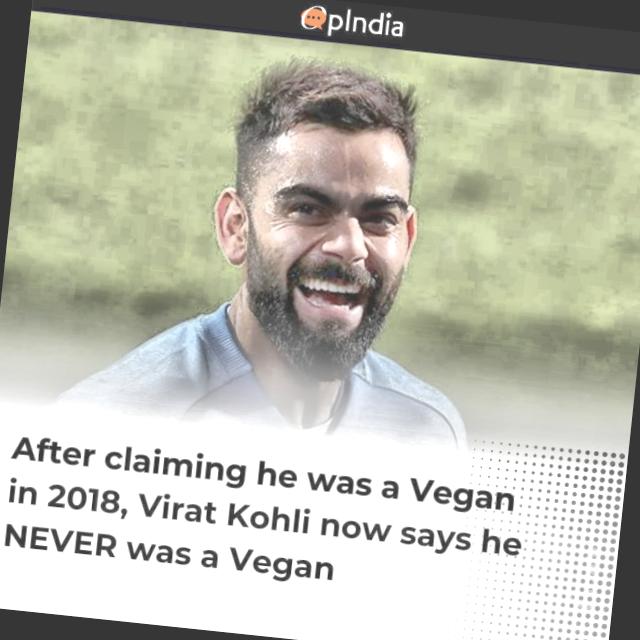 OpIndia
After claiming he was a Vegan
in 2018, Virat Kohli now says he
NEVER was a Vegan